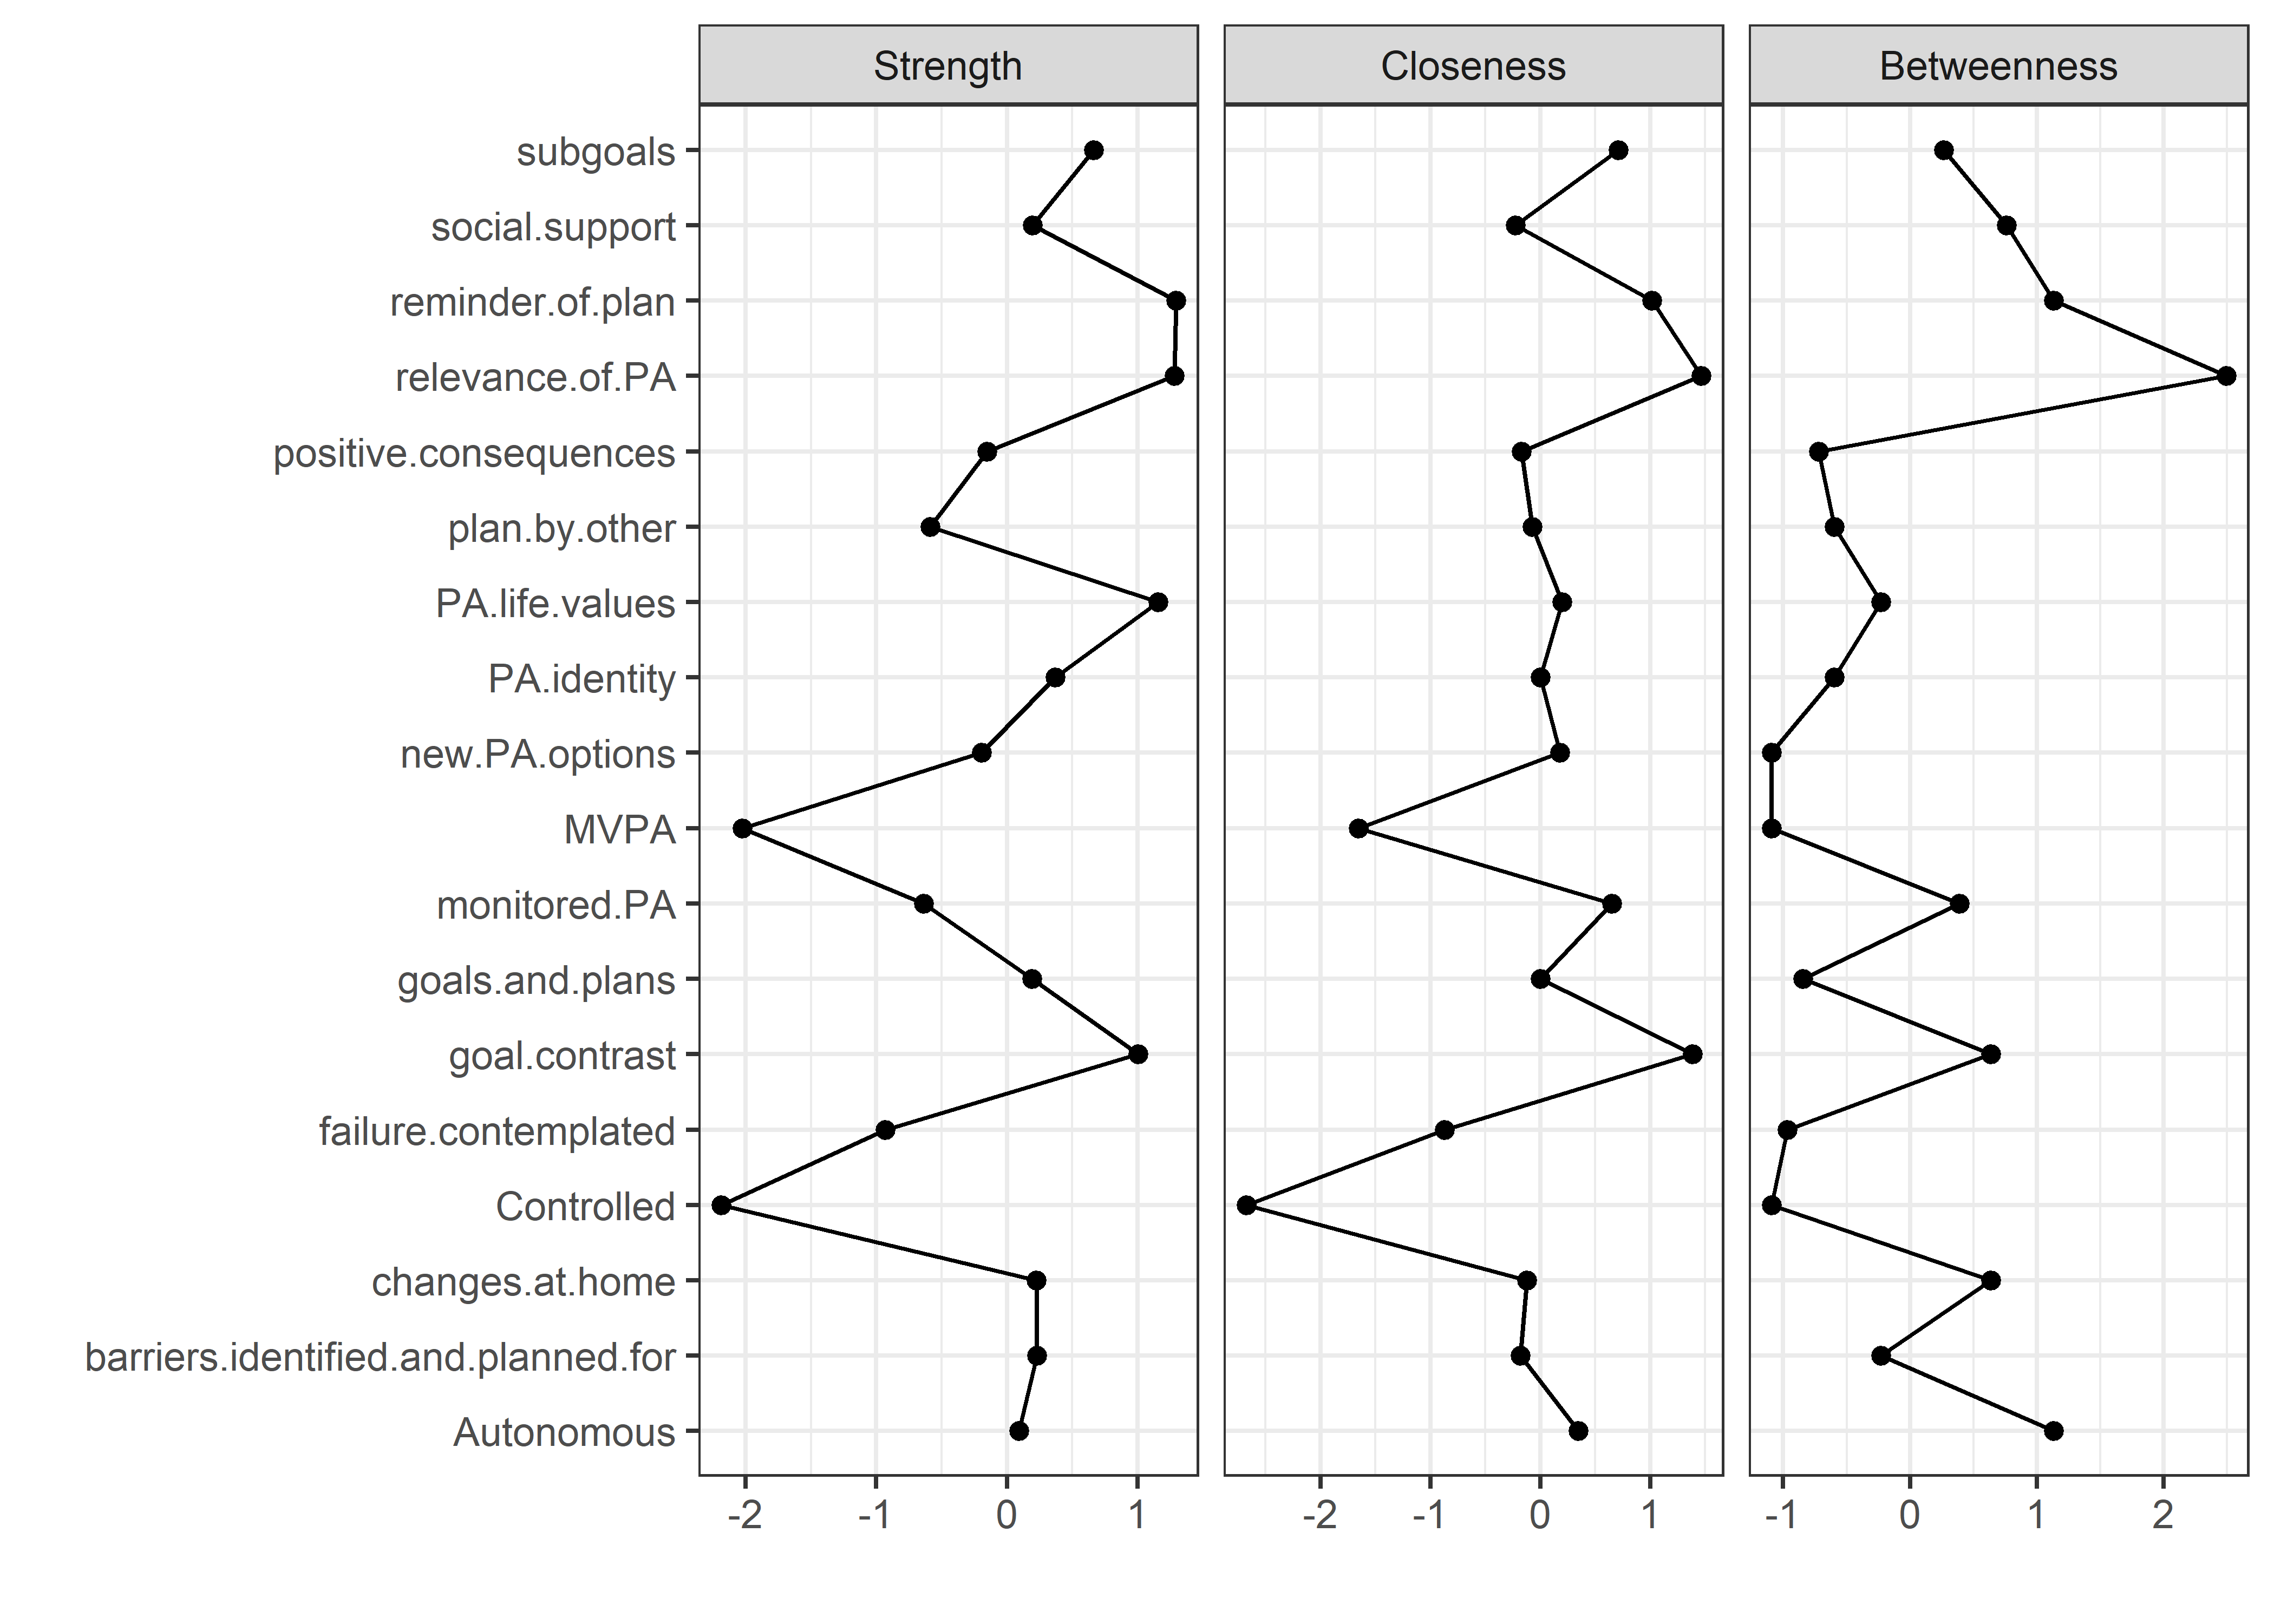 Strength Closeness Betweenness
subgoals
social.support
reminder.of.plan
relevance.of.PA
positive.consequences
plan.by.other
PA.life.values
PA.identity
new.PA.options
MVPA
monitored.PA
goals.and.plans
goal.contrast
failure.contemplated
Controlled
changes.at.home
barriers.identified.and.planned.for
Autonomous
-2 -1 0 1 -2 -1 0 1 -1 0 1 2